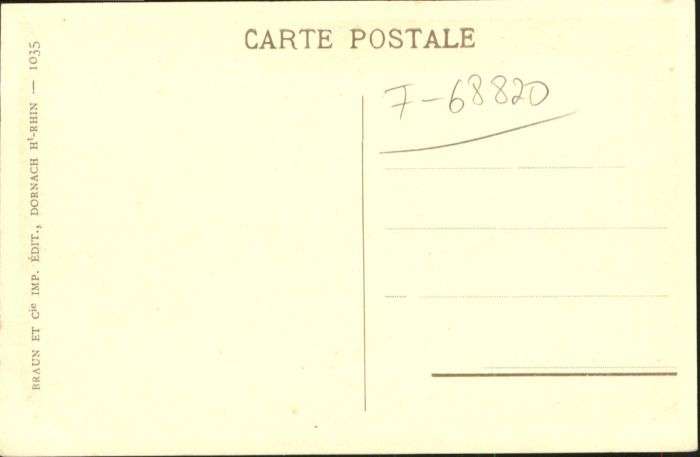 CARTE POSTALE
7-68820
BRAUN ET Cie IMP. ÉDIT., DORNACH Ht-RHIN — 1035